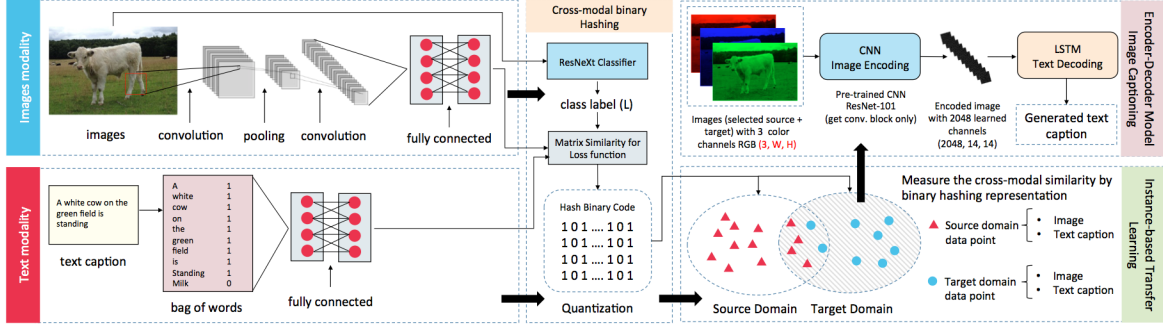 Images modality
images
convolution
pooling
convolution
fully connected
Text modality
A white cow on the
green field is
standing
text caption
A 1
white 1
cow 1
on 1
the 1
green 1
field 1
is 1
Standing 1
Milk 0
bag of words
fully connected
Cross-modal binary
Hashing
ResNeXt Classifier
class label (L)
Matrix Similarity for
Loss function
Hash Binary Code
1 0 1 .... 1 0 1
1 0 1 .... 1 0 1
1 0 1 .... 1 0 1
1 0 1 .... 1 0 1
Quantization
Images (selected source +
target) with 3 color
channels RGB (3, W, H)
CNN
Image Encoding
Pre-trained CNN
ResNet-101
(get conv. block only)
Encoded image
with 2048 learned
channels
(2048, 14, 14)
LSTM
Text Decoding
Generated text
caption
Encoder-Decoder Model
Image Captioning
Measure the cross-modal similarity by
binary hashing representation
Source domain
data point
• Image
• Text caption
Target domain
data point
• Image
• Text caption
Source Domain
Target Domain
Instance-based Transfer
Learning